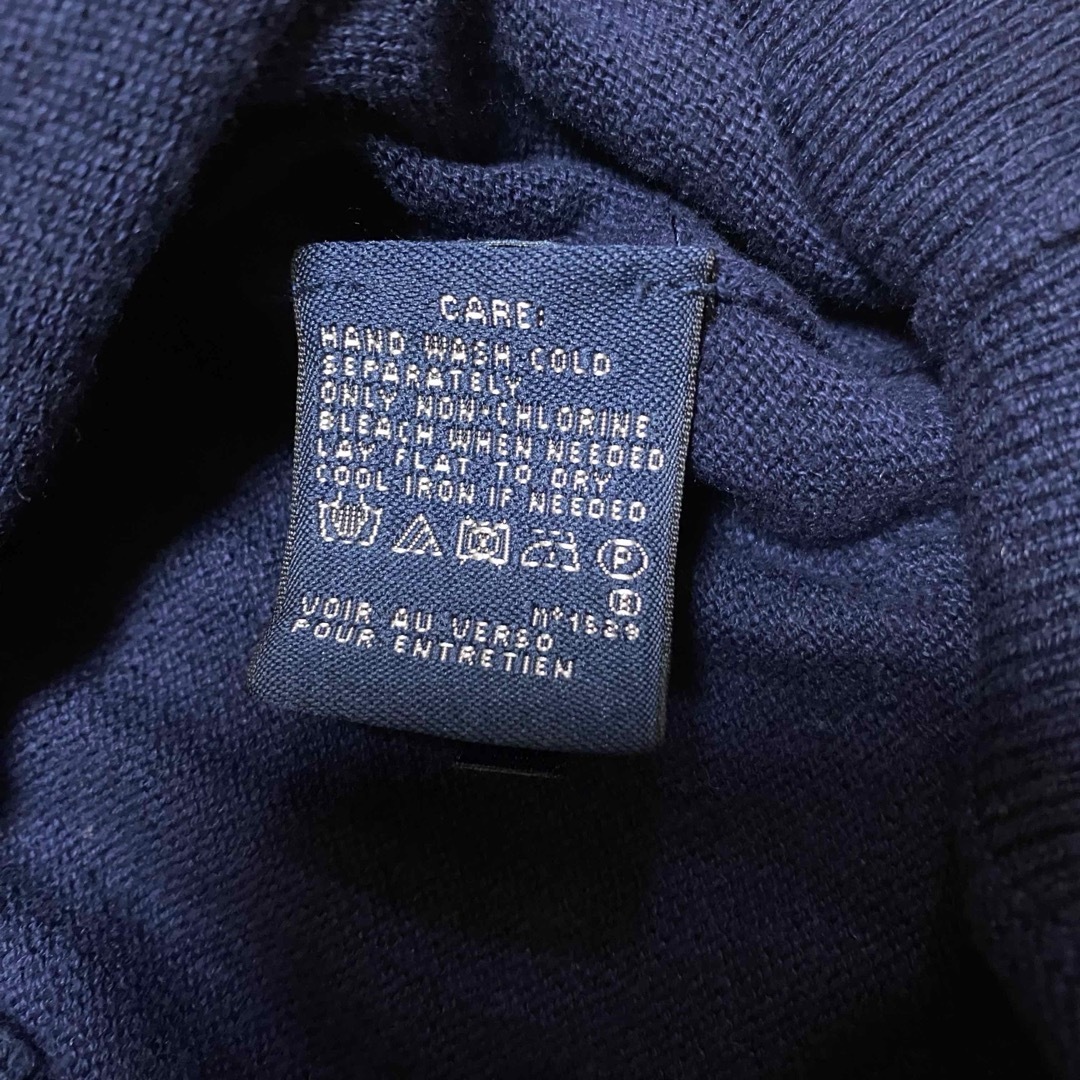 CARE:
HAND WASH COLD
SEPARATELY
ONLY NON-CHLORINE
BLEACH WHEN NEEDED
LAY FLAT TO DRY
COOL IRON IF NEEDED
P
VOIR AU VERSO
POUR ENTRETIEN